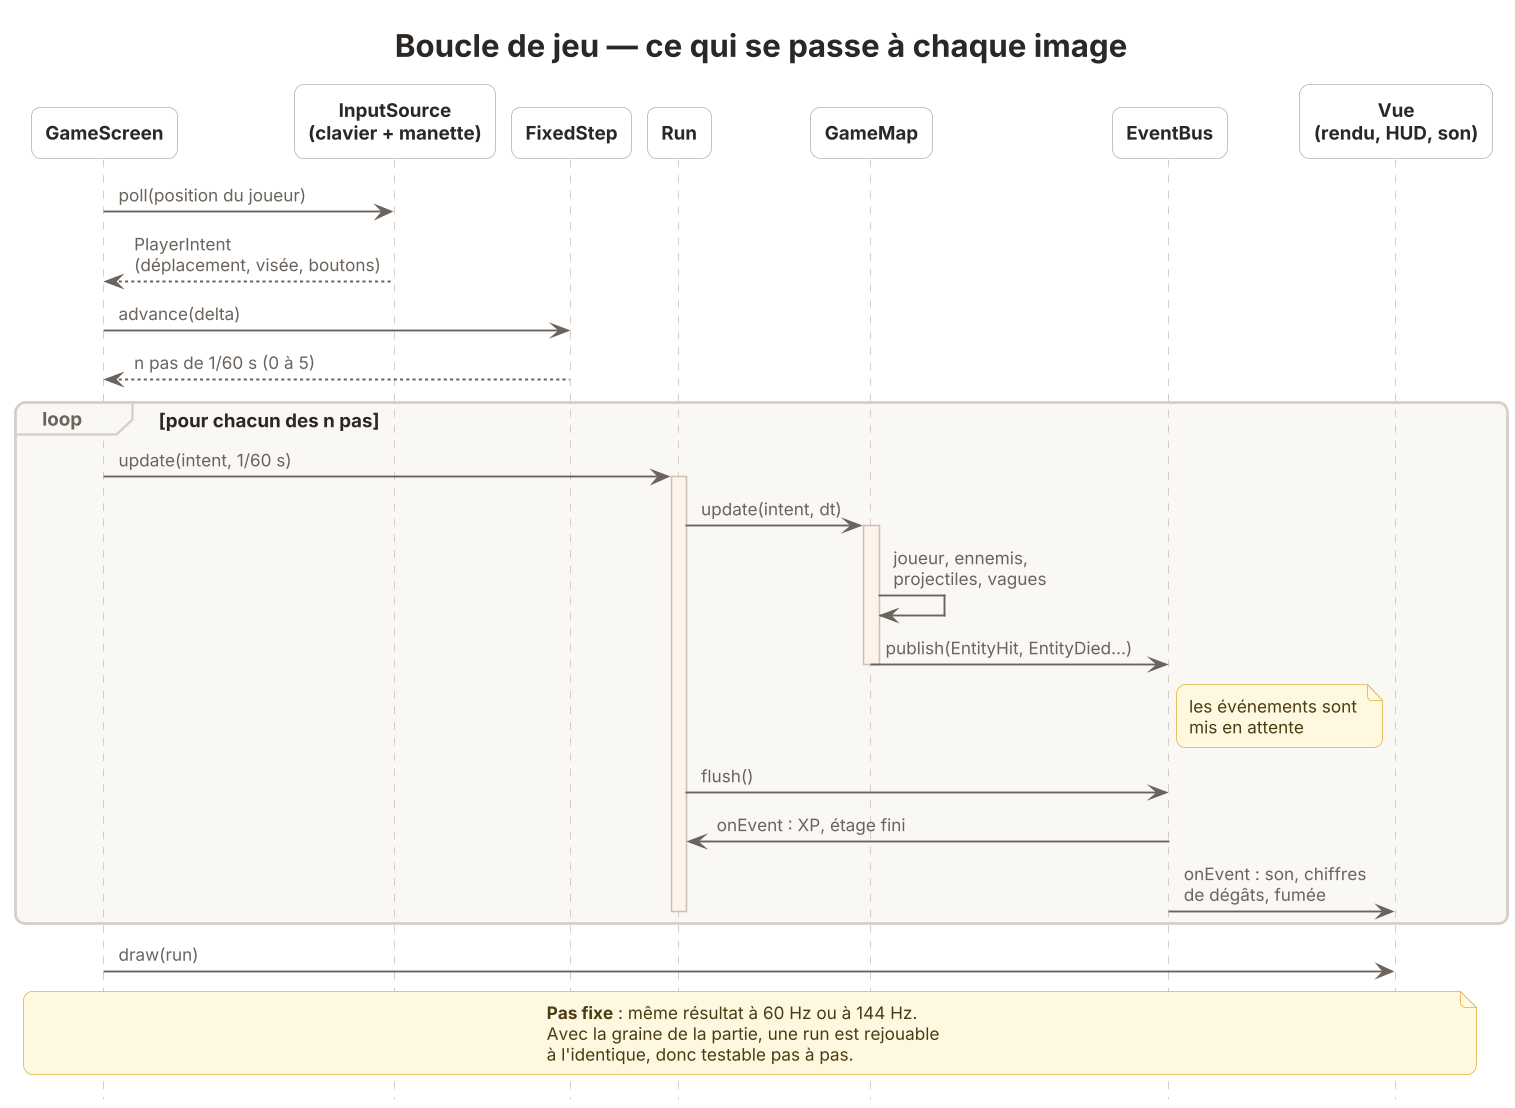 Boucle de jeu — ce qui se passe à chaque image
GameScreen
InputSource
(clavier + manette)
FixedStep
Run
GameMap
EventBus
Vue
(rendu, HUD, son)
poll(position du joueur)
PlayerIntent
(déplacement, visée, boutons)
advance(delta)
n pas de 1/60 s (0 à 5)
loop
[pour chacun des n pas]
update(intent, 1/60 s)
update(intent, dt)
joueur, ennemis,
projectiles, vagues
publish(EntityHit, EntityDied...)
les événements sont
mis en attente
flush()
onEvent : XP, étage fini
onEvent : son, chiffres
de dégâts, fumée
draw(run)
Pas fixe : même résultat à 60 Hz ou à 144 Hz.
Avec la graine de la partie, une run est rejouable
à l'identique, donc testable pas à pas.